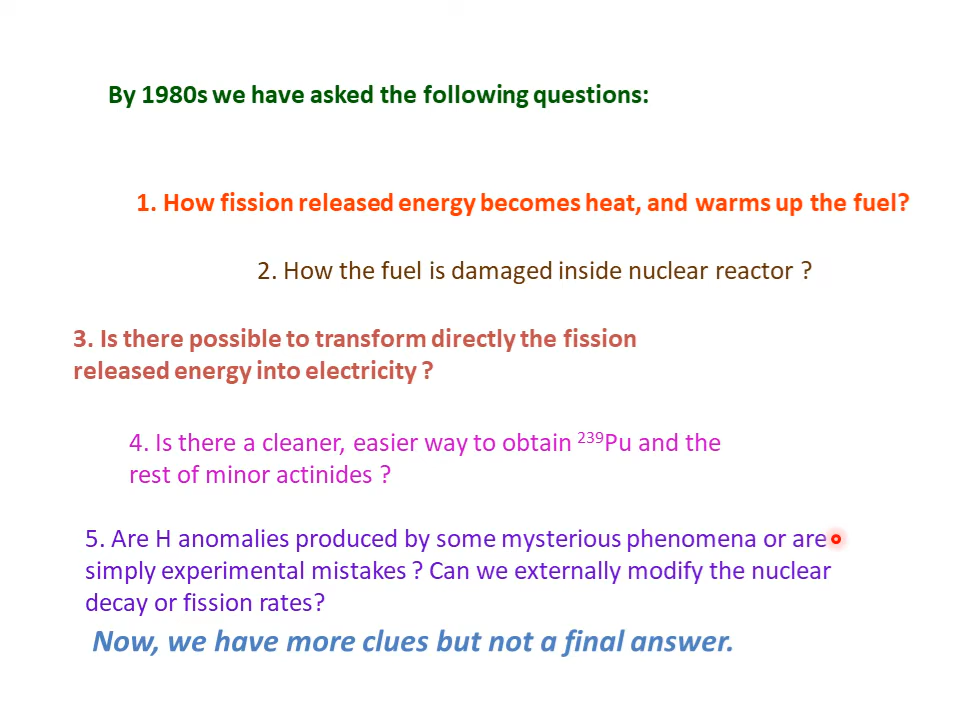 By 1980s we have asked the following questions:
1. How fission released energy becomes heat, and warms up the fuel?
2. How the fuel is damaged inside nuclear reactor ?
3. Is there possible to transform directly the fission
released energy into electricity ?
4. Is there a cleaner, easier way to obtain ²³⁹Pu and the
rest of minor actinides ?
5. Are H anomalies produced by some mysterious phenomena or are
simply experimental mistakes ? Can we externally modify the nuclear
decay or fission rates?
Now, we have more clues but not a final answer.